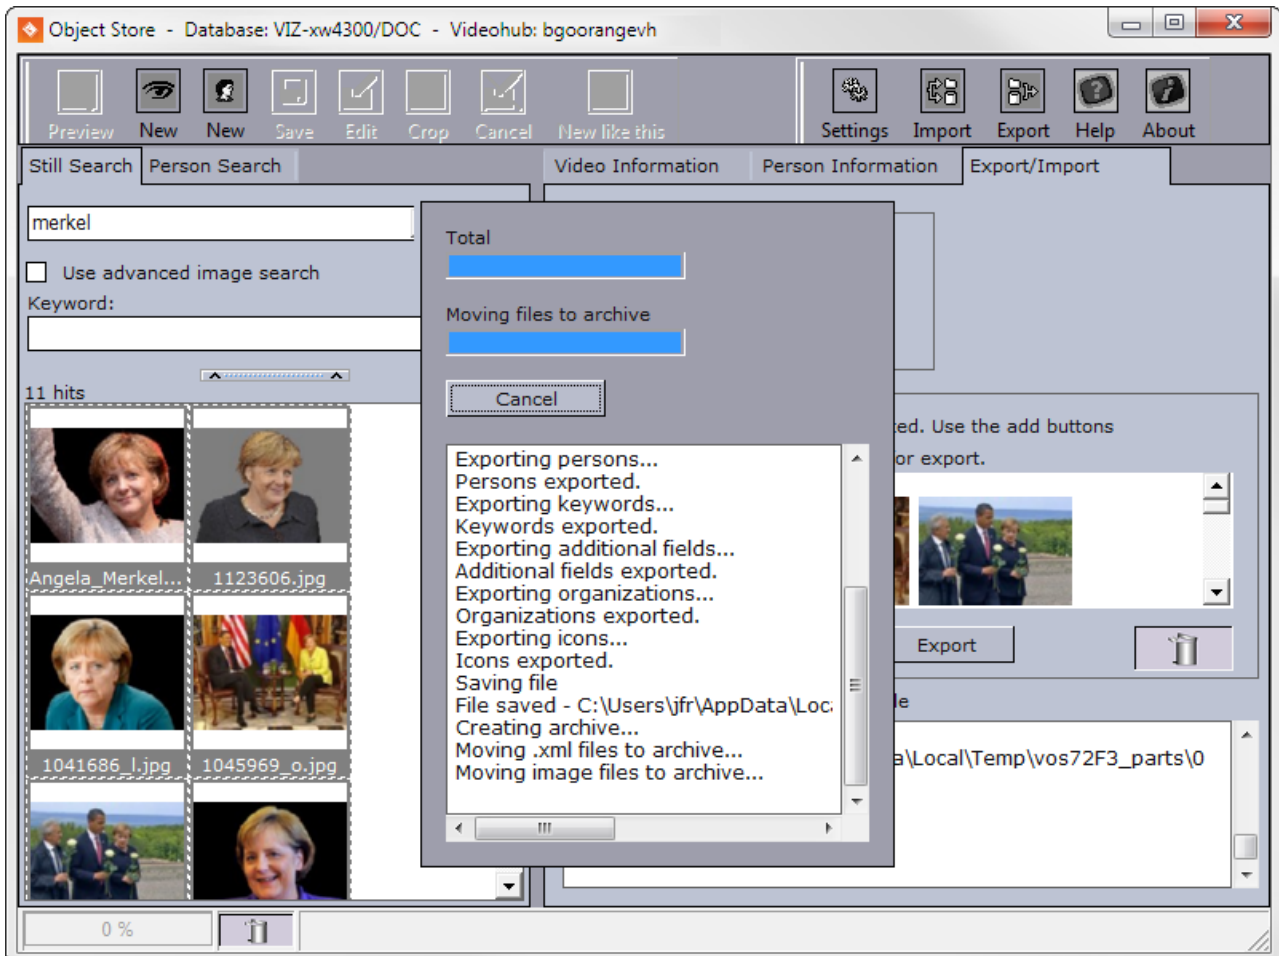 Object Store - Database: VIZ-xw4300/DOC - Videohub: bgoorangevh
Preview New New Save Edit Crop Cancel New like this
Settings Import Export Help About
Still Search Person Search
Video Information Person Information Export/Import
merkel
Use advanced image search
Keyword:
11 hits
Angela_Merkel...
1123606.jpg
1041686_l.jpg
1045969_o.jpg
Total
Moving files to archive
Cancel
Exporting persons...
Persons exported.
Exporting keywords...
Keywords exported.
Exporting additional fields...
Additional fields exported.
Exporting organizations...
Organizations exported.
Exporting icons...
Icons exported.
Saving file
File saved - C:\Users\jfr\AppData\Loca
Creating archive...
Moving .xml files to archive...
Moving image files to archive...
ed. Use the add buttons
or export.
Export
le
a\Local\Temp\vos72F3_parts\0
0 %